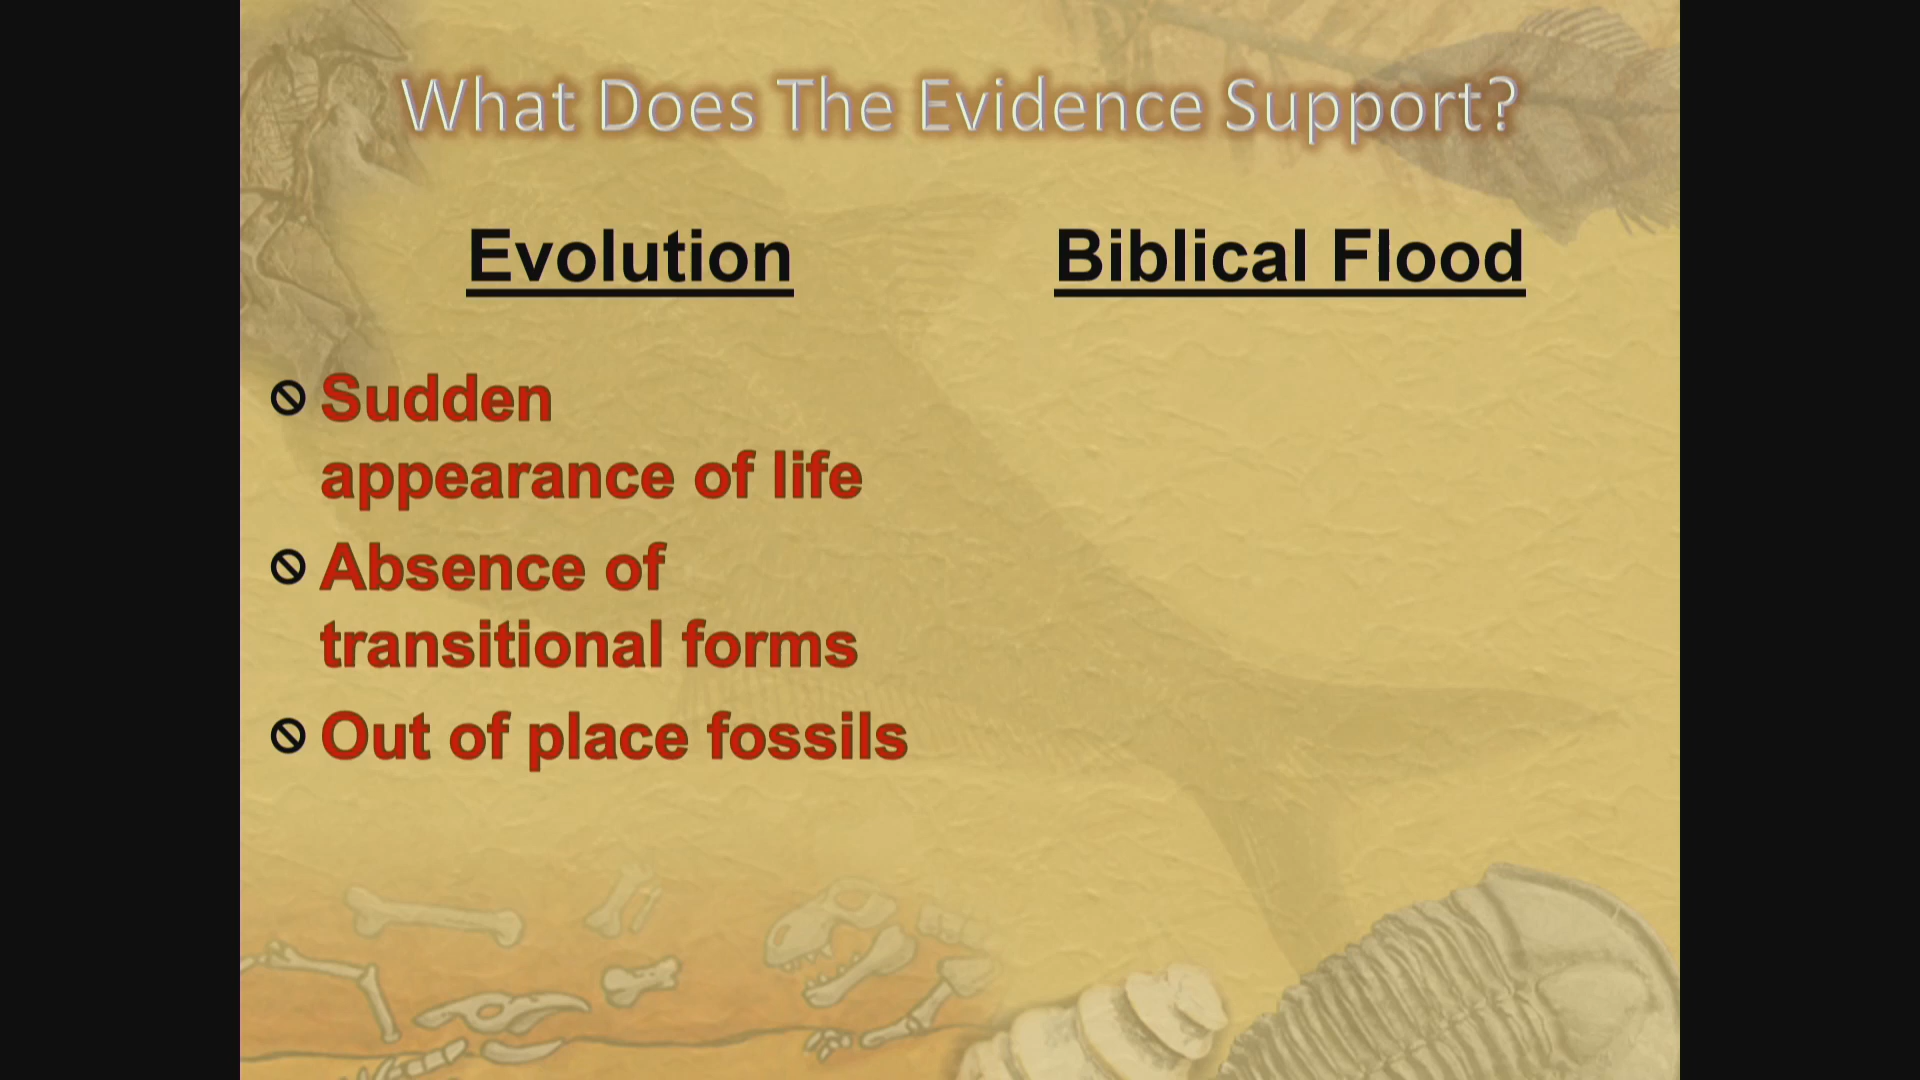 What Does The Evidence Support?
Evolution
Biblical Flood
Sudden
appearance of life
Absence of
transitional forms
Out of place fossils